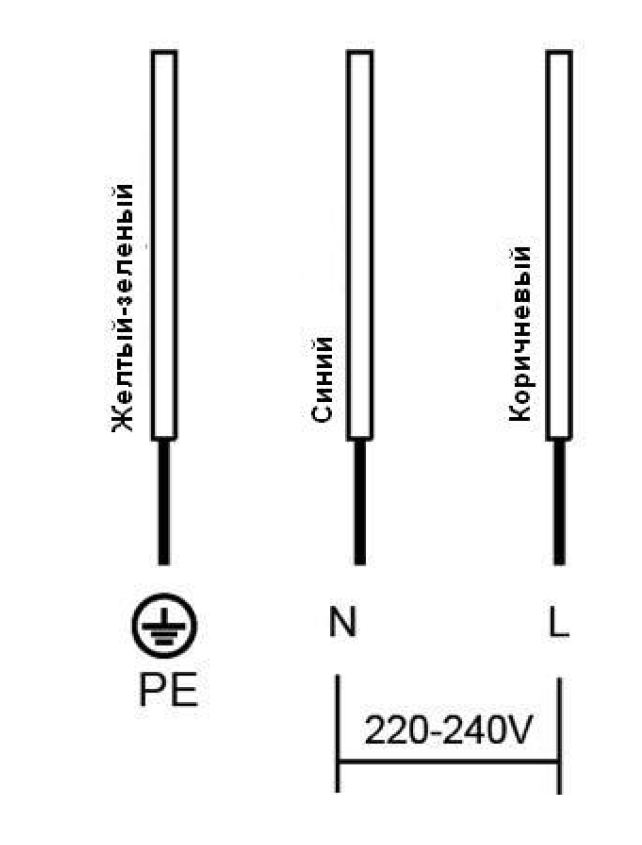 Желтый-зеленый
Синий
Коричневый
PE
N
L
220-240V